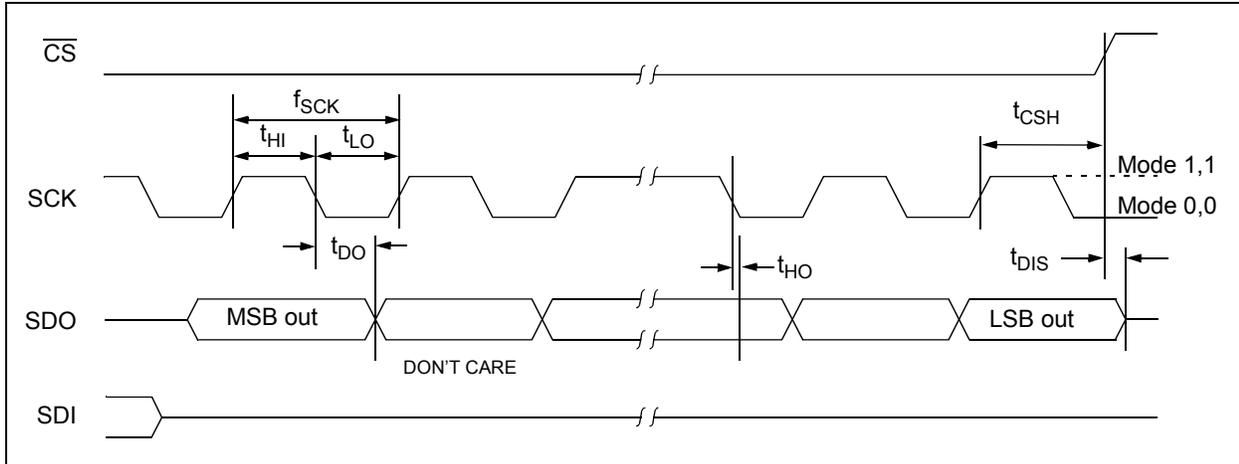 CS
fSCK
tHI tLO
tCSH
SCK
Mode 1,1
Mode 0,0
tDO
tHO
tDIS
SDO
MSB out
LSB out
DON'T CARE
SDI